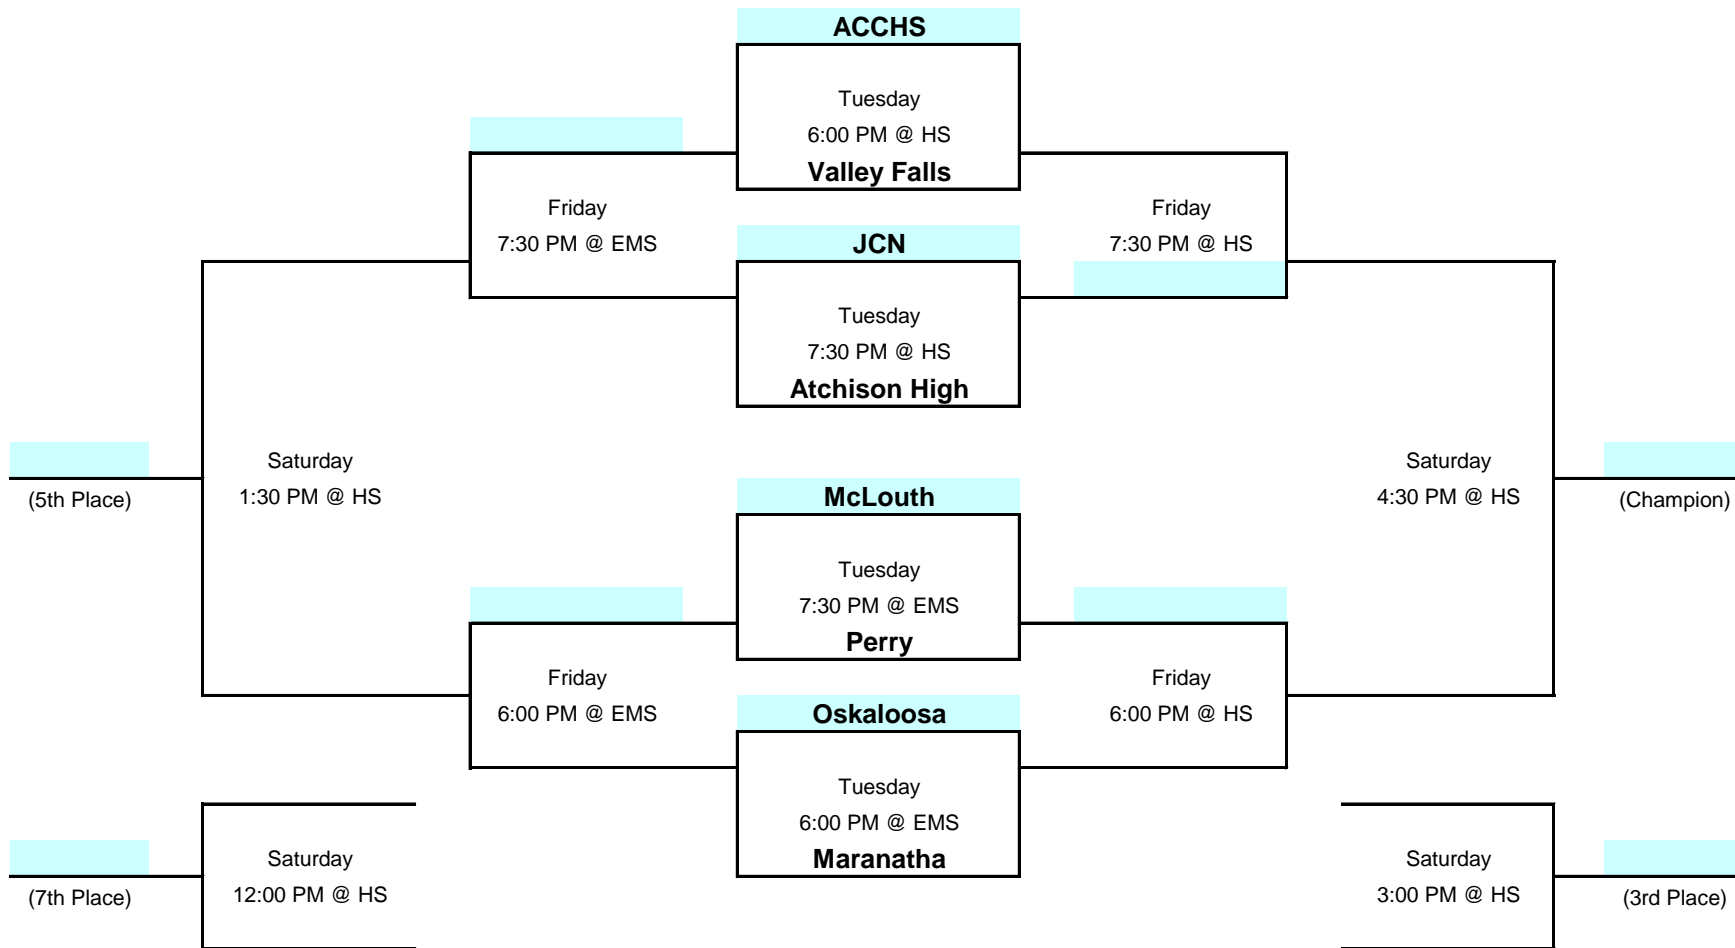 ACCHS
Tuesday
6:00 PM @ HS
Valley Falls
Friday
7:30 PM @ EMS
Friday
7:30 PM @ HS
JCN
Tuesday
7:30 PM @ HS
Atchison High
Saturday
1:30 PM @ HS
(5th Place)
Saturday
4:30 PM @ HS
(Champion)
McLouth
Tuesday
7:30 PM @ EMS
Perry
Friday
6:00 PM @ EMS
Friday
6:00 PM @ HS
Oskaloosa
Tuesday
6:00 PM @ EMS
Maranatha
Saturday
12:00 PM @ HS
(7th Place)
Saturday
3:00 PM @ HS
(3rd Place)